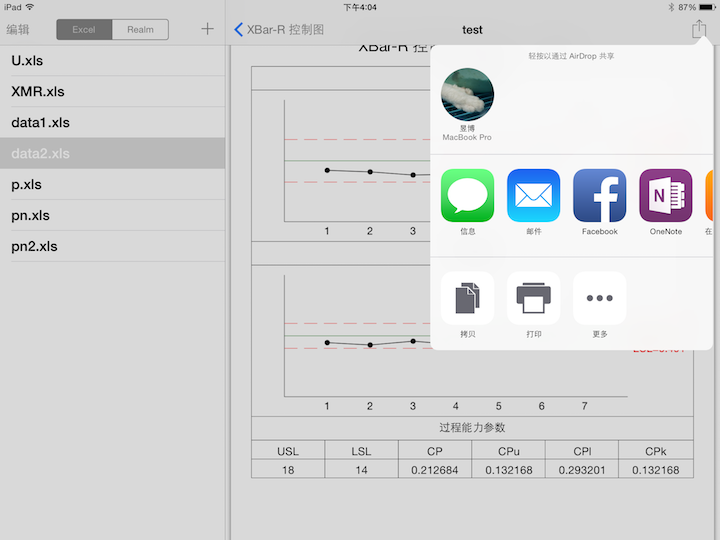 iPad 下午4:04 87%
编辑 Excel Realm +
XBar-R 控制图 test
U.xls
XMR.xls
data1.xls
data2.xls
p.xls
pn.xls
pn2.xls
XBar-R 控
轻按以通过 AirDrop 共享
昱博
MacBook Pro
信息 邮件 Facebook OneNote 在
拷贝 打印 更多
1 2 3
1 2 3 4 5 6 7
过程能力参数
USL LSL CP CPu CPl CPk
18 14 0.212684 0.132168 0.293201 0.132168